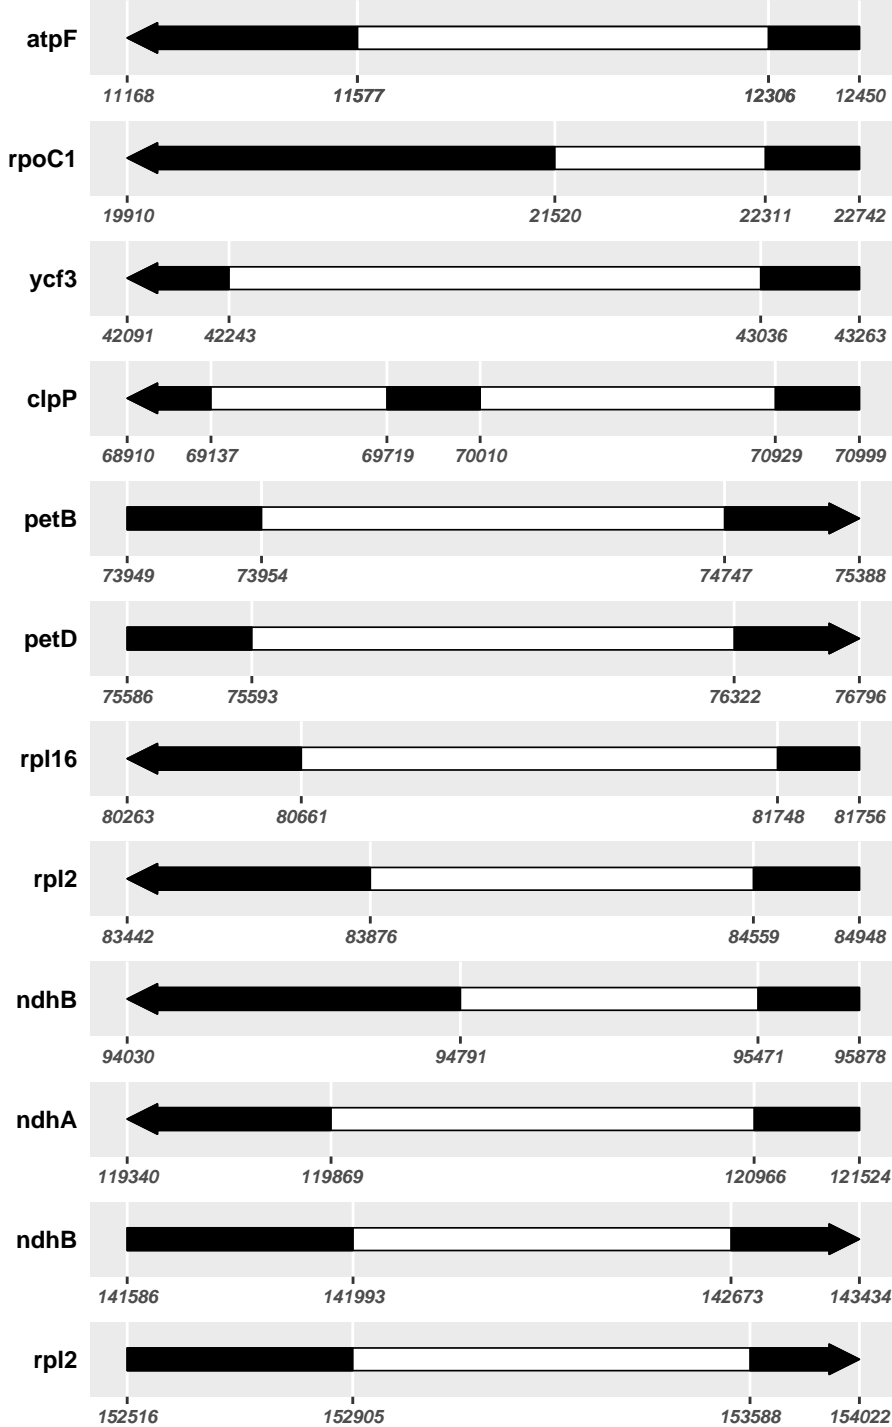 atpF
11168 11577 12306 12450
rpoC1
19910 21520 22311 22742
ycf3
42091 42243 43036 43263
clpP
68910 69137 69719 70010 70929 70999
petB
73949 73954 74747 75388
petD
75586 75593 76322 76796
rpl16
80263 80661 81748 81756
rpl2
83442 83876 84559 84948
ndhB
94030 94791 95471 95878
ndhA
119340 119869 120966 121524
ndhB
141586 141993 142673 143434
rpl2
152516 152905 153588 154022